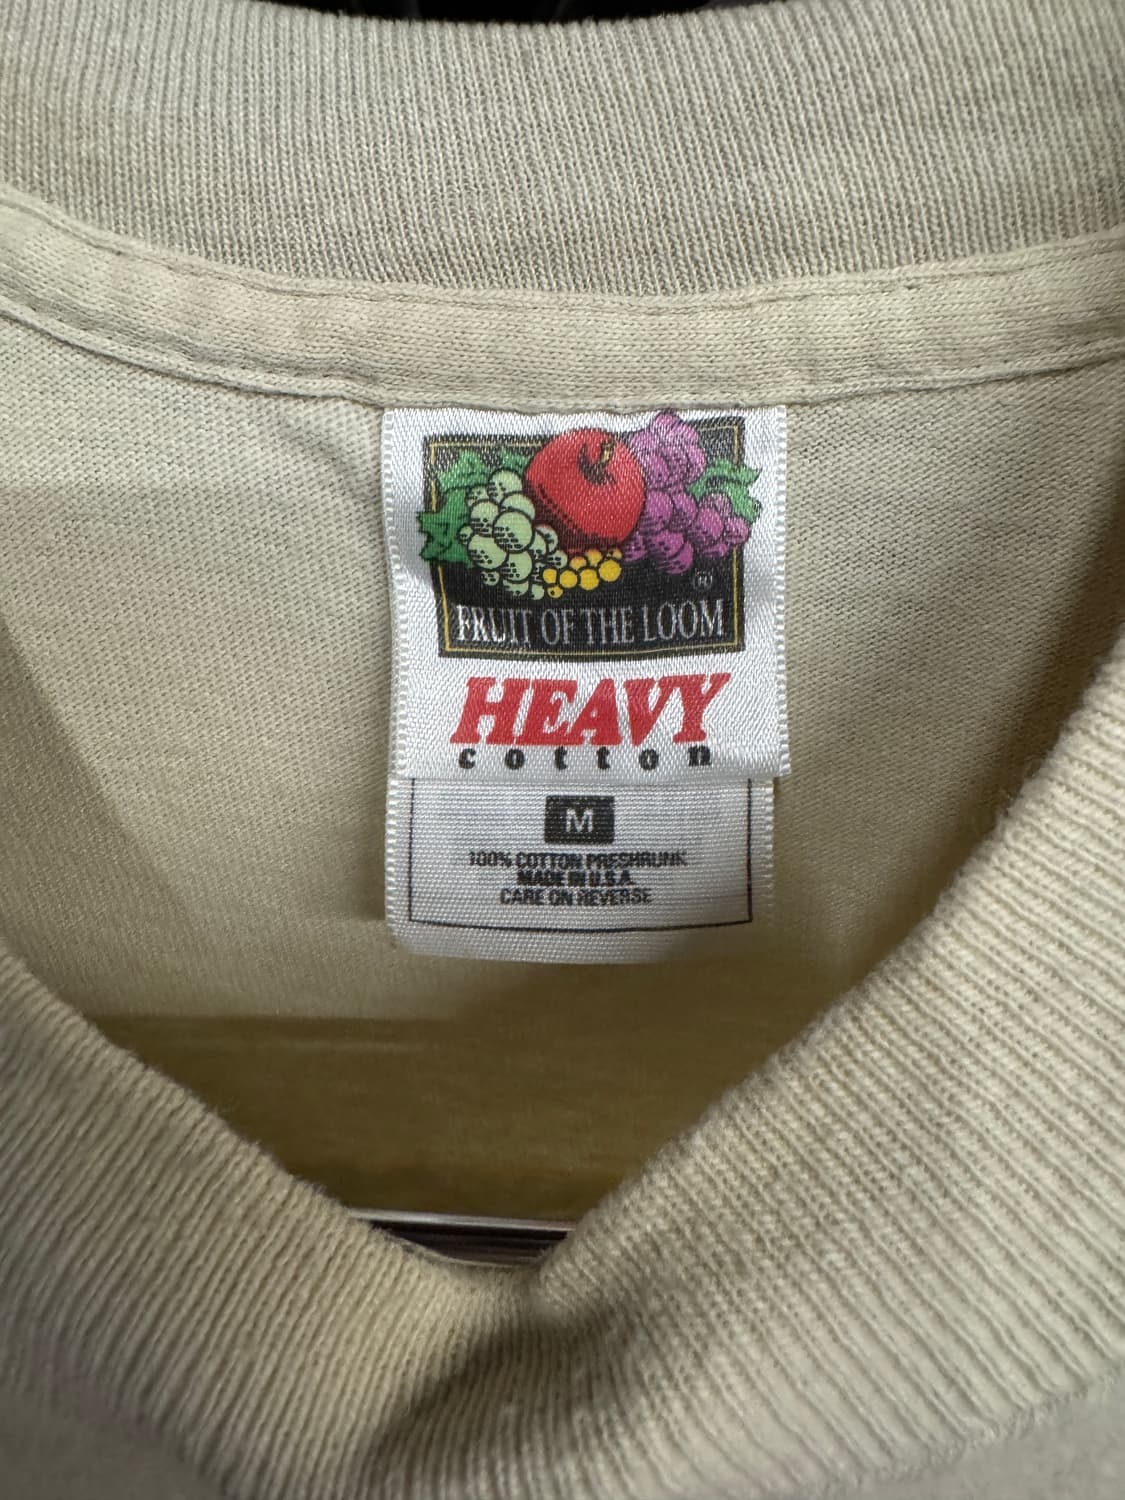 ®
FRUIT OF THE LOOM
HEAVY
cotton
M
100% COTTON PRESHRUNK
MADE IN U.S.A.
CARE ON REVERSE